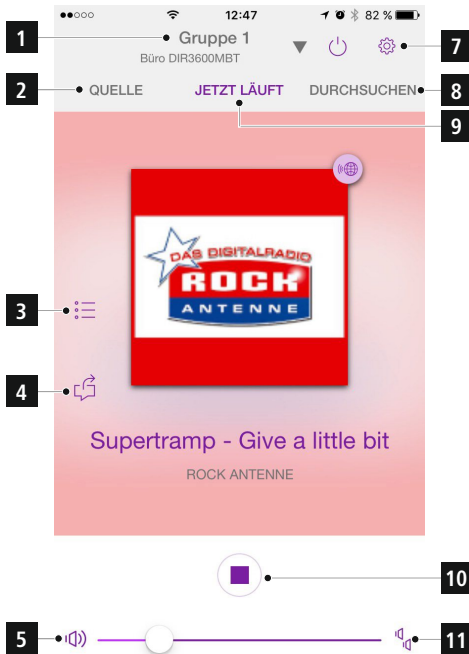 12:47
82 %
1
Gruppe 1
7
Büro DIR3600MBT
2
QUELLE
JETZT LÄUFT
DURCHSUCHEN
8
9
DAS DIGITALRADIO
ROCK
ANTENNE
3
4
Supertramp - Give a little bit
ROCK ANTENNE
10
5
11